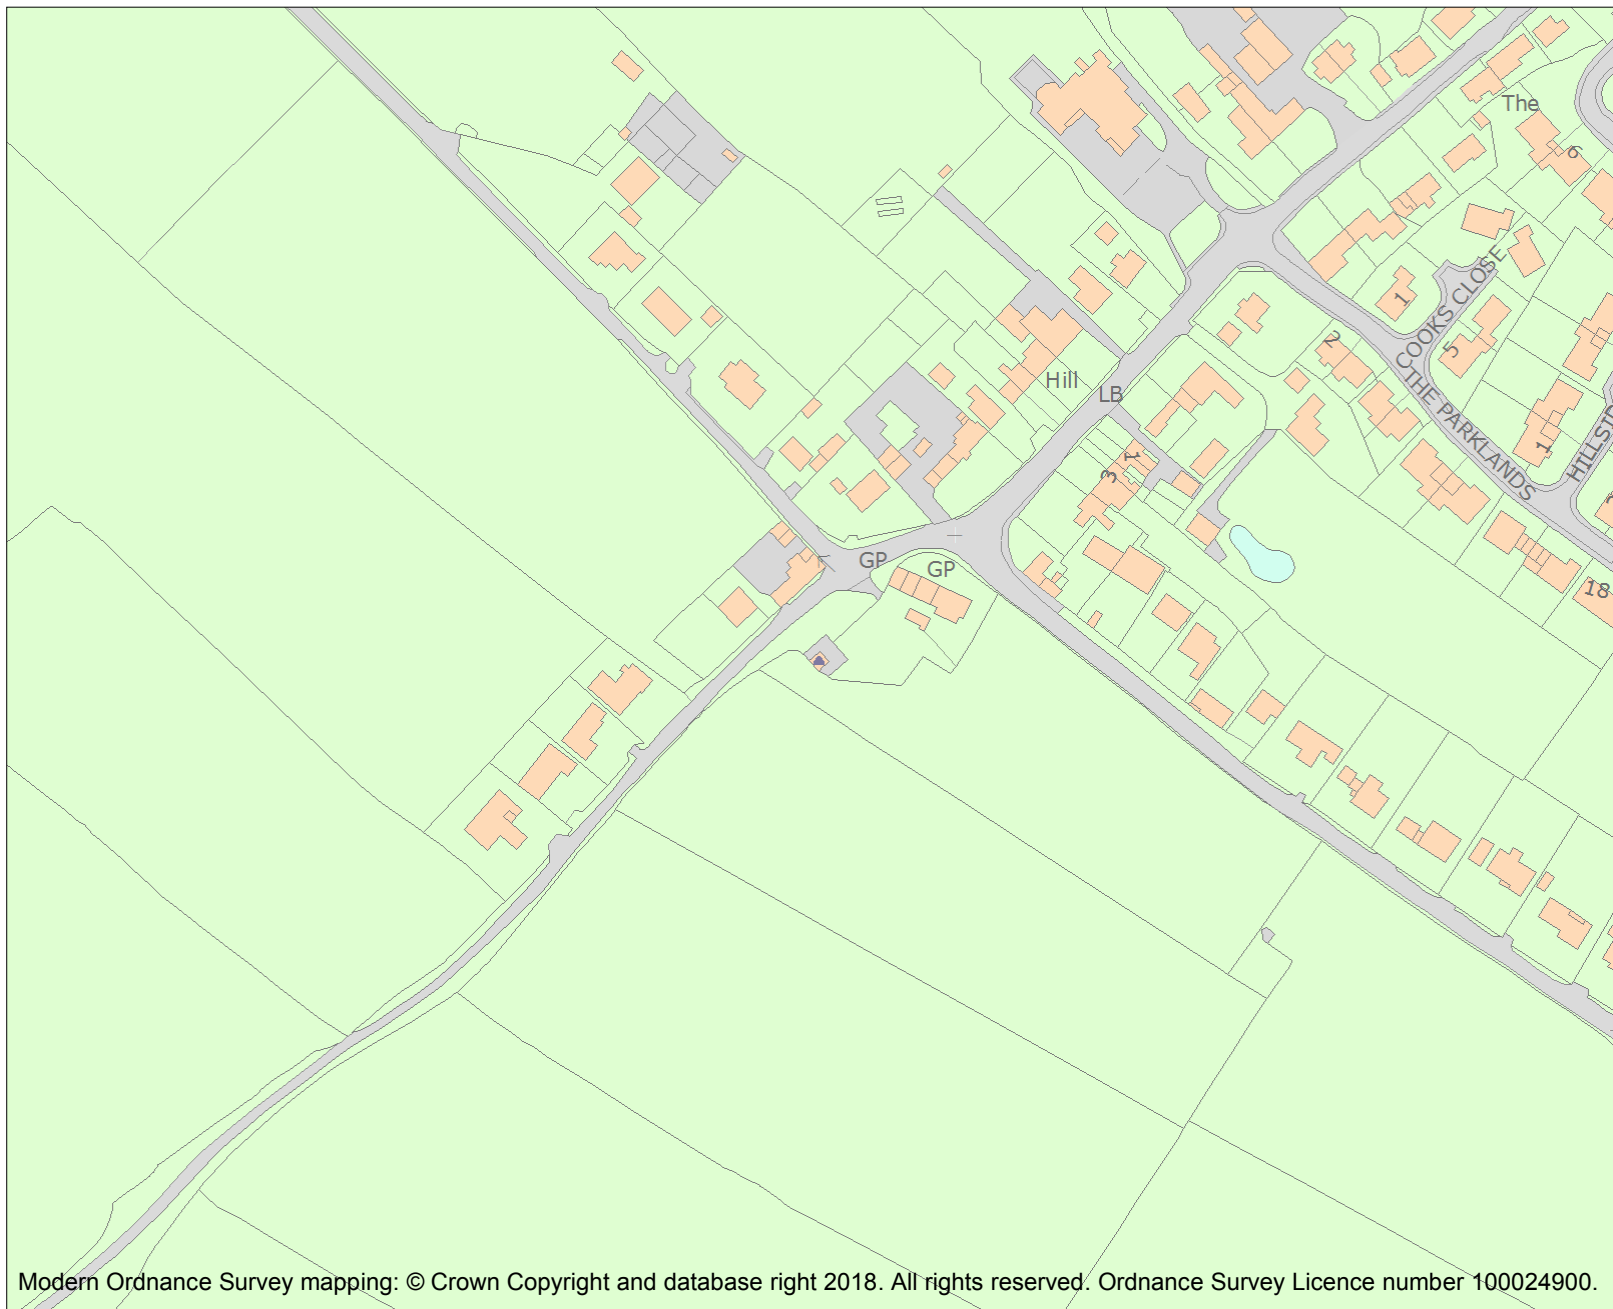 The
6
COOKS CLOSE
1
2
5
Hill
LB
THE PARKLANDS
1
HILLSID
1
3
GP
GP
18
Modern Ordnance Survey mapping: © Crown Copyright and database right 2018. All rights reserved. Ordnance Survey Licence number 100024900.